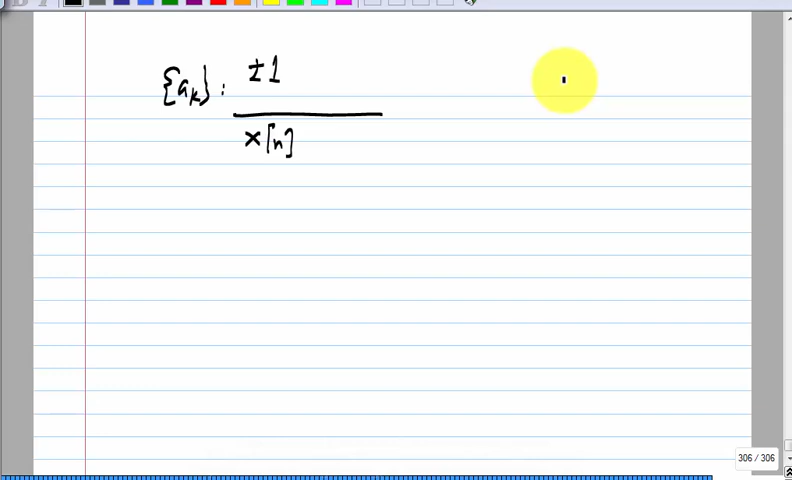 {a_k} : ±1
x[n]
306 / 306